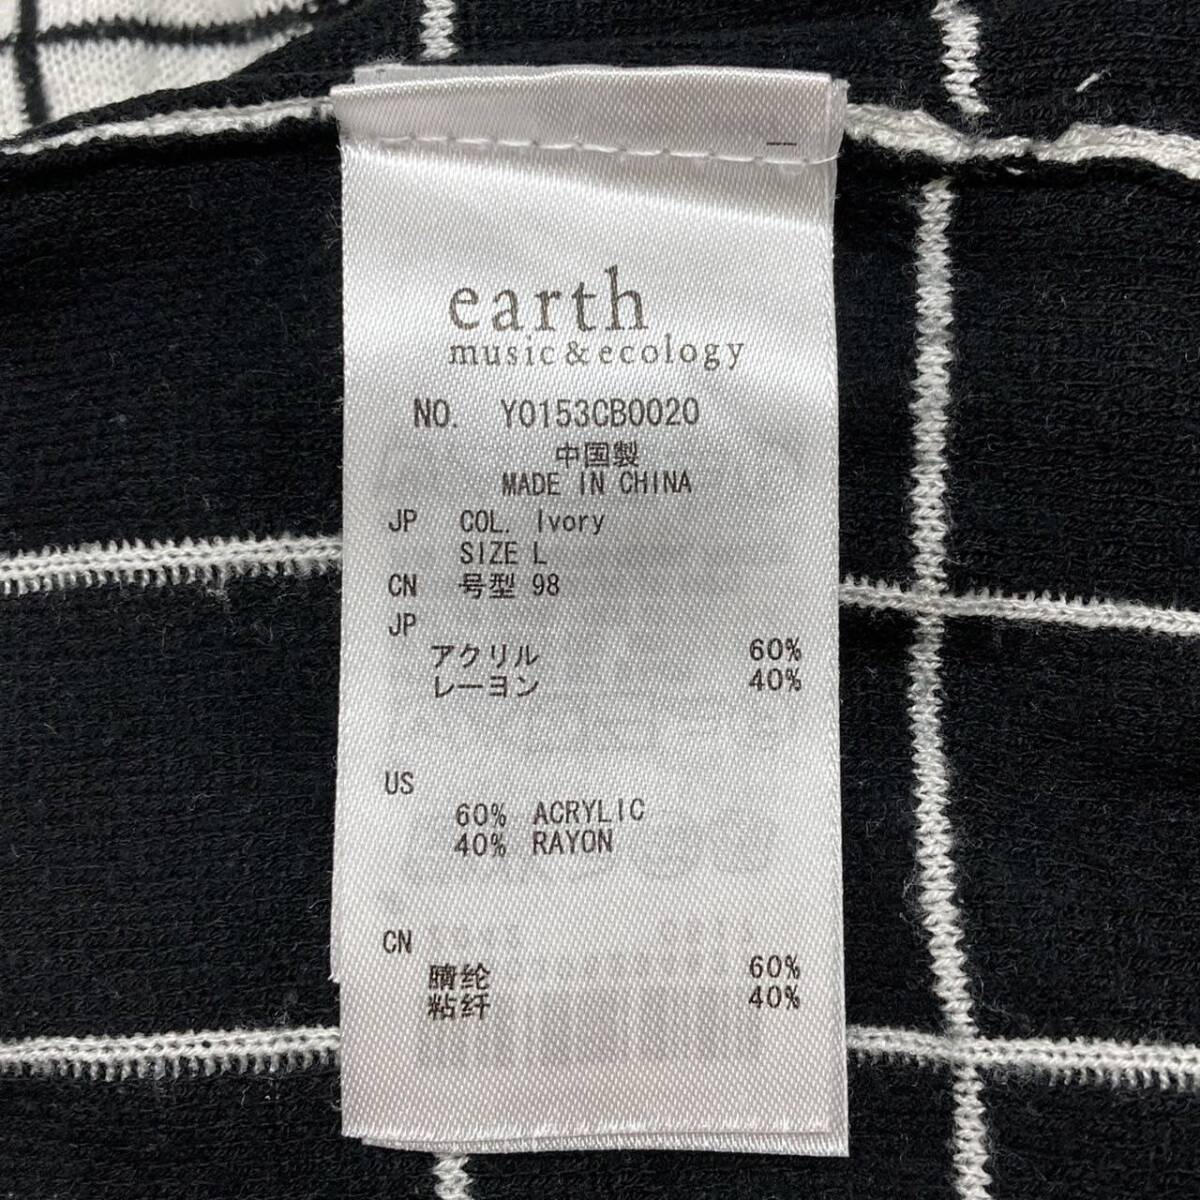 earth
music & ecology
NO. Y0153CB0020
中国製
MADE IN CHINA
JP COL. Ivory
SIZE L
CN 号型 98
JP
アクリル 60%
レーヨン 40%
US
60% ACRYLIC
40% RAYON
CN
腈纶 60%
粘纤 40%